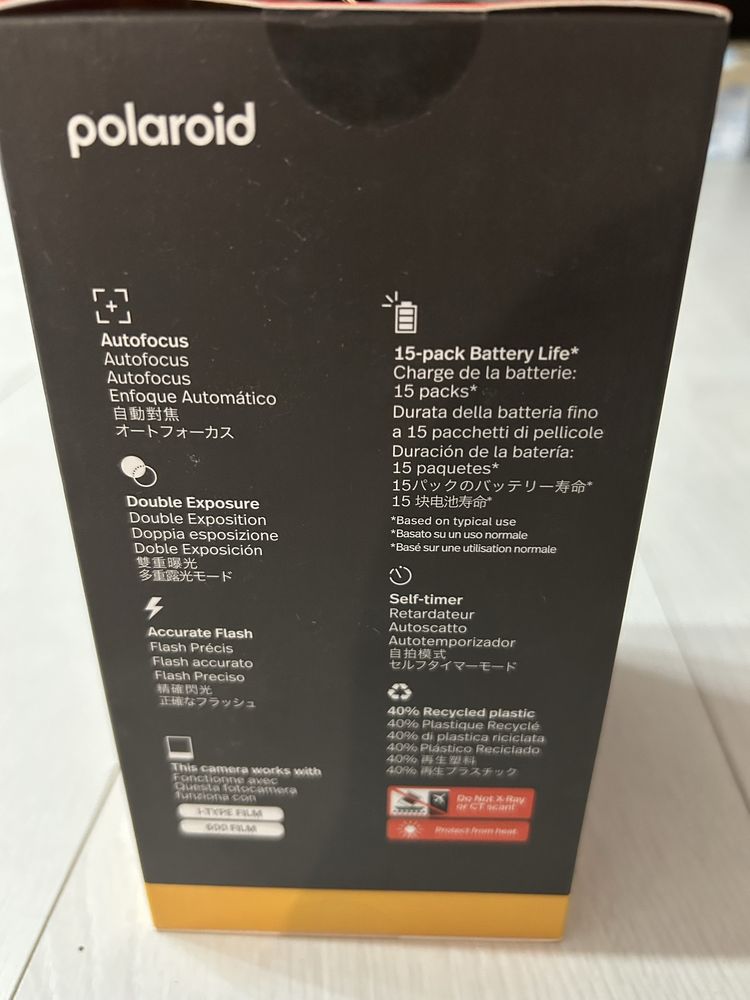 polaroid
Autofocus
Autofocus
Autofocus
Enfoque Automático
自動對焦
オートフォーカス
Double Exposure
Double Exposition
Doppia esposizione
Doble Exposición
雙重曝光
多重露光モード
Accurate Flash
Flash Précis
Flash accurato
Flash Preciso
精確閃光
正確なフラッシュ
This camera works with
Fonctionne avec
Questa fotocamera
funziona con
i-TYPE FILM
600 FILM
15-pack Battery Life*
Charge de la batterie:
15 packs*
Durata della batteria fino
a 15 pacchetti di pellicole
Duración de la batería:
15 paquetes*
15パックのバッテリー寿命*
15 块电池寿命*
*Based on typical use
*Basato su un uso normale
*Basé sur une utilisation normale
Self-timer
Retardateur
Autoscatto
Autotemporizador
自拍模式
セルフタイマーモード
40% Recycled plastic
40% Plastique Recyclé
40% di plastica riciclata
40% Plástico Reciclado
40% 再生塑料
40% 再生プラスチック
Do Not X-Ray
or CT scan!
Protect from heat